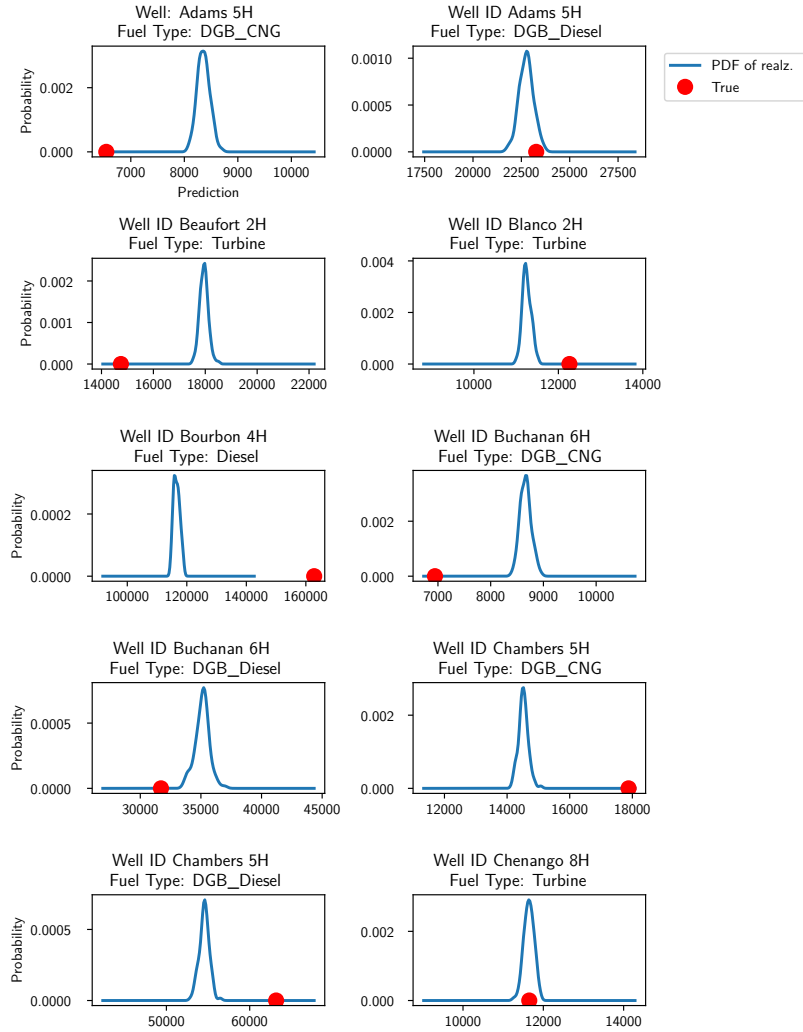 Well: Adams 5H
Fuel Type: DGB_CNG
Well ID Adams 5H
Fuel Type: DGB_Diesel
PDF of realz.
True
Probability
0.002
0.000
7000 8000 9000 10000
Prediction
0.0010
0.0005
0.0000
17500 20000 22500 25000 27500
Well ID Beaufort 2H
Fuel Type: Turbine
Well ID Blanco 2H
Fuel Type: Turbine
Probability
0.002
0.001
0.000
14000 16000 18000 20000 22000
0.004
0.002
0.000
10000 12000 14000
Well ID Bourbon 4H
Fuel Type: Diesel
Well ID Buchanan 6H
Fuel Type: DGB_CNG
Probability
0.0002
0.0000
100000 120000 140000 160000
0.002
0.000
7000 8000 9000 10000
Well ID Buchanan 6H
Fuel Type: DGB_Diesel
Well ID Chambers 5H
Fuel Type: DGB_CNG
Probability
0.0005
0.0000
30000 35000 40000 45000
0.002
0.000
12000 14000 16000 18000
Well ID Chambers 5H
Fuel Type: DGB_Diesel
Well ID Chenango 8H
Fuel Type: Turbine
Probability
0.0005
0.0000
50000 60000
0.002
0.000
10000 12000 14000